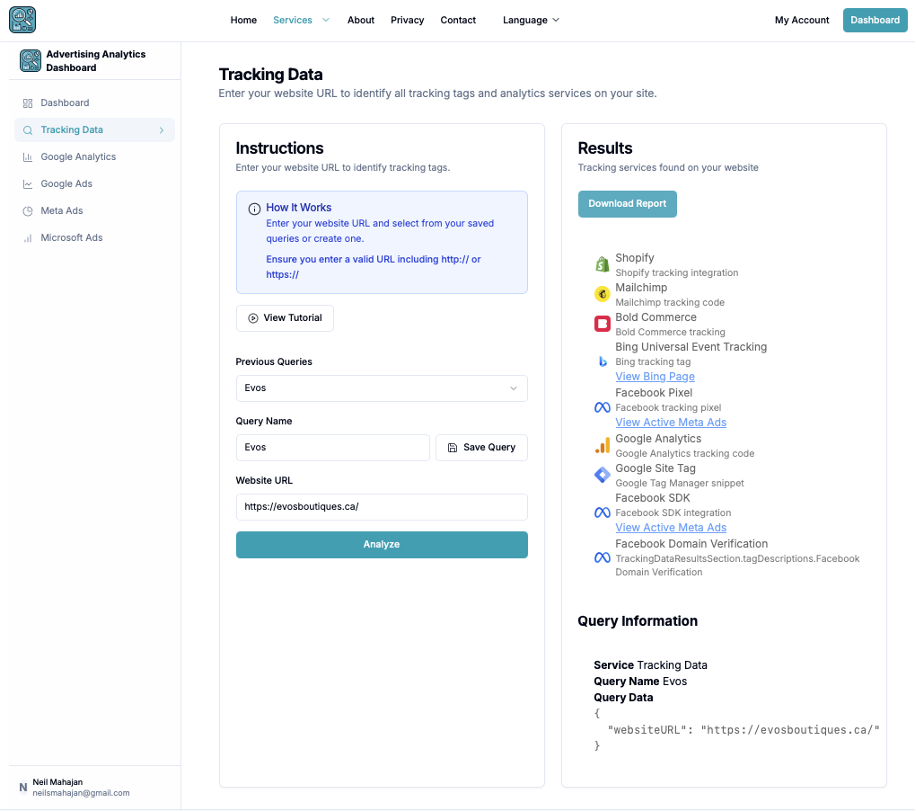 Home Services About Privacy Contact Language My Account Dashboard
Advertising Analytics
Dashboard
Dashboard
Tracking Data
Google Analytics
Google Ads
Meta Ads
Microsoft Ads
Neil Mahajan
N
neilsmahajan@gmail.com
Tracking Data
Enter your website URL to identify all tracking tags and analytics services on your site.
Instructions
Enter your website URL to identify tracking tags.
How It Works
Enter your website URL and select from your saved
queries or create one.
Ensure you enter a valid URL including http:// or
https://
View Tutorial
Previous Queries
Evos
Query Name
Evos Save Query
Website URL
https://evosboutiques.ca/
Analyze
Results
Tracking services found on your website
Download Report
Shopify
Shopify tracking integration
Mailchimp
Mailchimp tracking code
Bold Commerce
Bold Commerce tracking
Bing Universal Event Tracking
Bing tracking tag
View Bing Page
Facebook Pixel
Facebook tracking pixel
View Active Meta Ads
Google Analytics
Google Analytics tracking code
Google Site Tag
Google Tag Manager snippet
Facebook SDK
Facebook SDK integration
View Active Meta Ads
Facebook Domain Verification
TrackingDataResultsSection.tagDescriptions.Facebook
Domain Verification
Query Information
Service Tracking Data
Query Name Evos
Query Data
{
"websiteURL": "https://evosboutiques.ca/"
}